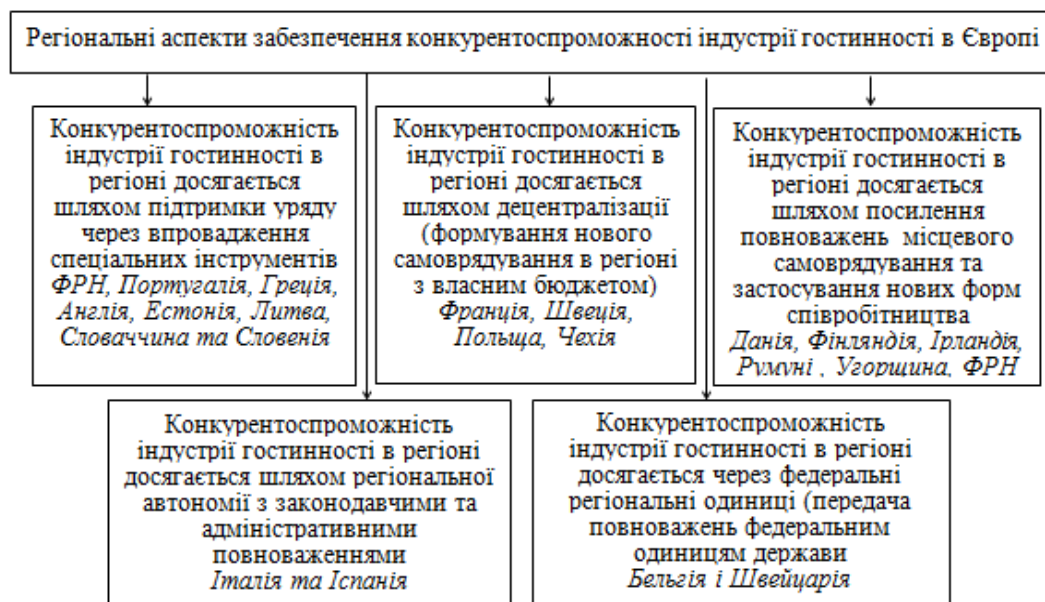 Регіональні аспекти забезпечення конкурентоспроможності індустрії гостинності в Європі
Конкурентоспроможність
індустрії гостинності в
регіоні досягається
шляхом підтримки уряду
через впровадження
спеціальних інструментів
ФРН, Португалія, Греція,
Англія, Естонія, Литва,
Словаччина та Словенія
Конкурентоспроможність
індустрії гостинності в
регіоні досягається
шляхом децентралізації
(формування нового
самоврядування в регіоні
з власним бюджетом)
Франція, Швеція,
Польща, Чехія
Конкурентоспроможність
індустрії гостинності в
регіоні досягається
шляхом посилення
повноважень місцевого
самоврядування та
застосування нових форм
співробітництва
Данія, Фінляндія, Ірландія,
Румуні , Угорщина, ФРН
Конкурентоспроможність
індустрії гостинності в регіоні
досягається шляхом регіональної
автономії з законодавчими та
адміністративними
повноваженнями
Італія та Іспанія
Конкурентоспроможність
індустрії гостинності в регіоні
досягається через федеральні
регіональні одиниці (передача
повноважень федеральним
одиницям держави
Бельгія і Швейцарія